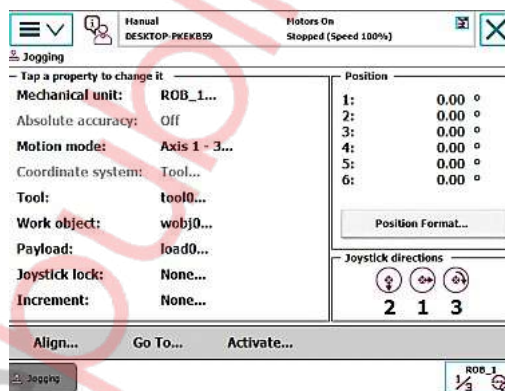 Manual Motors On
DESKTOP-PKEKB59 Stopped (Speed 100%)
Jogging
Tap a property to change it
Mechanical unit: ROB_1...
Absolute accuracy: Off
Motion mode: Axis 1 - 3...
Coordinate system: Tool...
Tool: tool0...
Work object: wobj0...
Payload: load0...
Joystick lock: None...
Increment: None...
Position
1: 0.00 °
2: 0.00 °
3: 0.00 °
4: 0.00 °
5: 0.00 °
6: 0.00 °
Position Format...
Joystick directions
2 1 3
Align... Go To... Activate...
Jogging
ROB_1
1/3